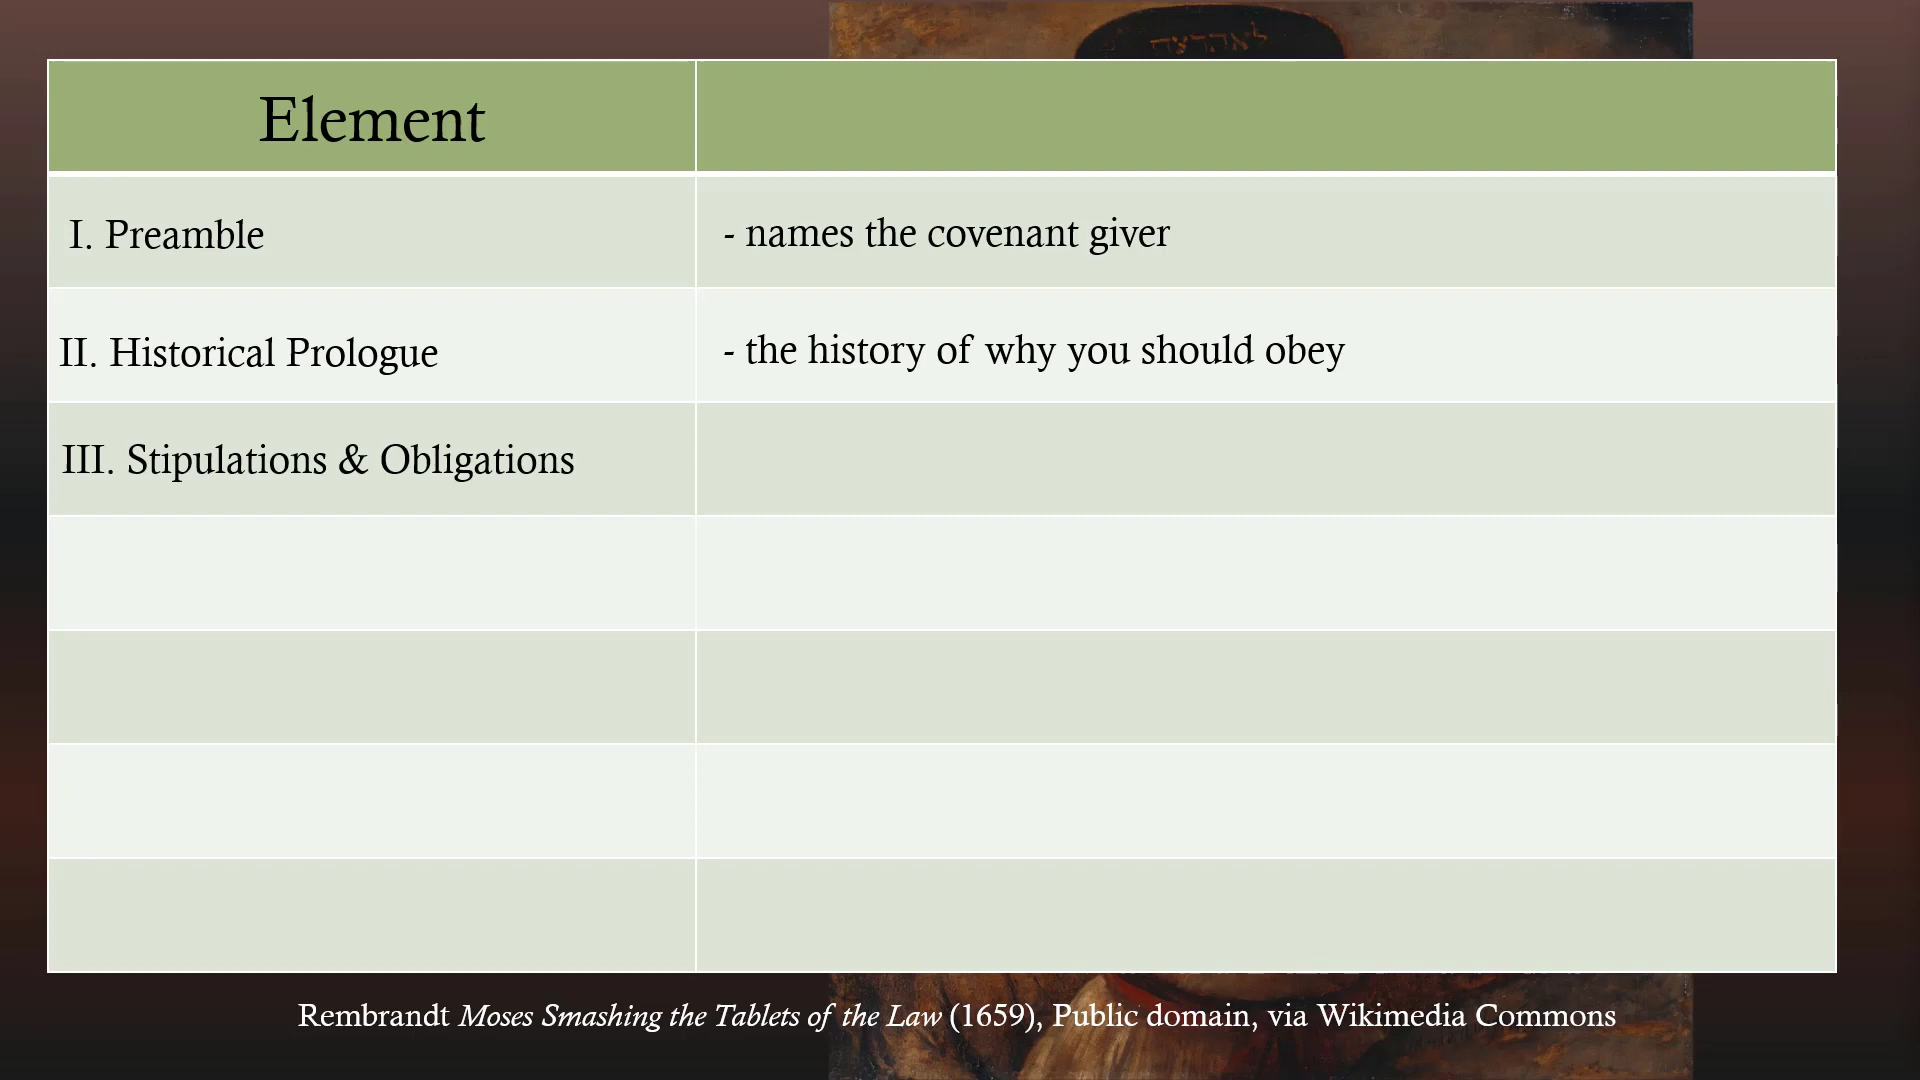 Element
I. Preamble
- names the covenant giver
II. Historical Prologue
- the history of why you should obey
III. Stipulations & Obligations
Rembrandt Moses Smashing the Tablets of the Law (1659), Public domain, via Wikimedia Commons